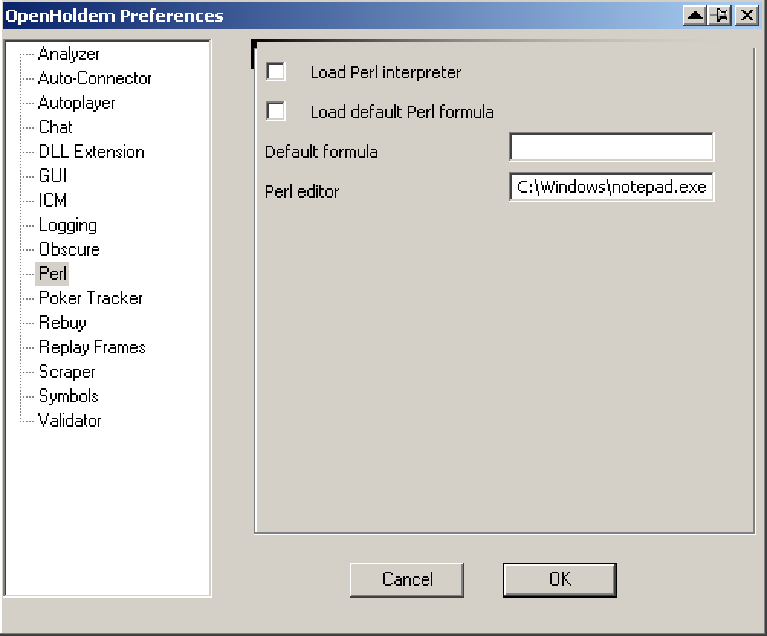 OpenHoldem Preferences
Analyzer
Auto-Connector
Autoplayer
Chat
DLL Extension
GUI
ICM
Logging
Obscure
Perl
Poker Tracker
Rebuy
Replay Frames
Scraper
Symbols
Validator
Load Perl interpreter
Load default Perl formula
Default formula
Perl editor C:\Windows\notepad.exe
Cancel OK